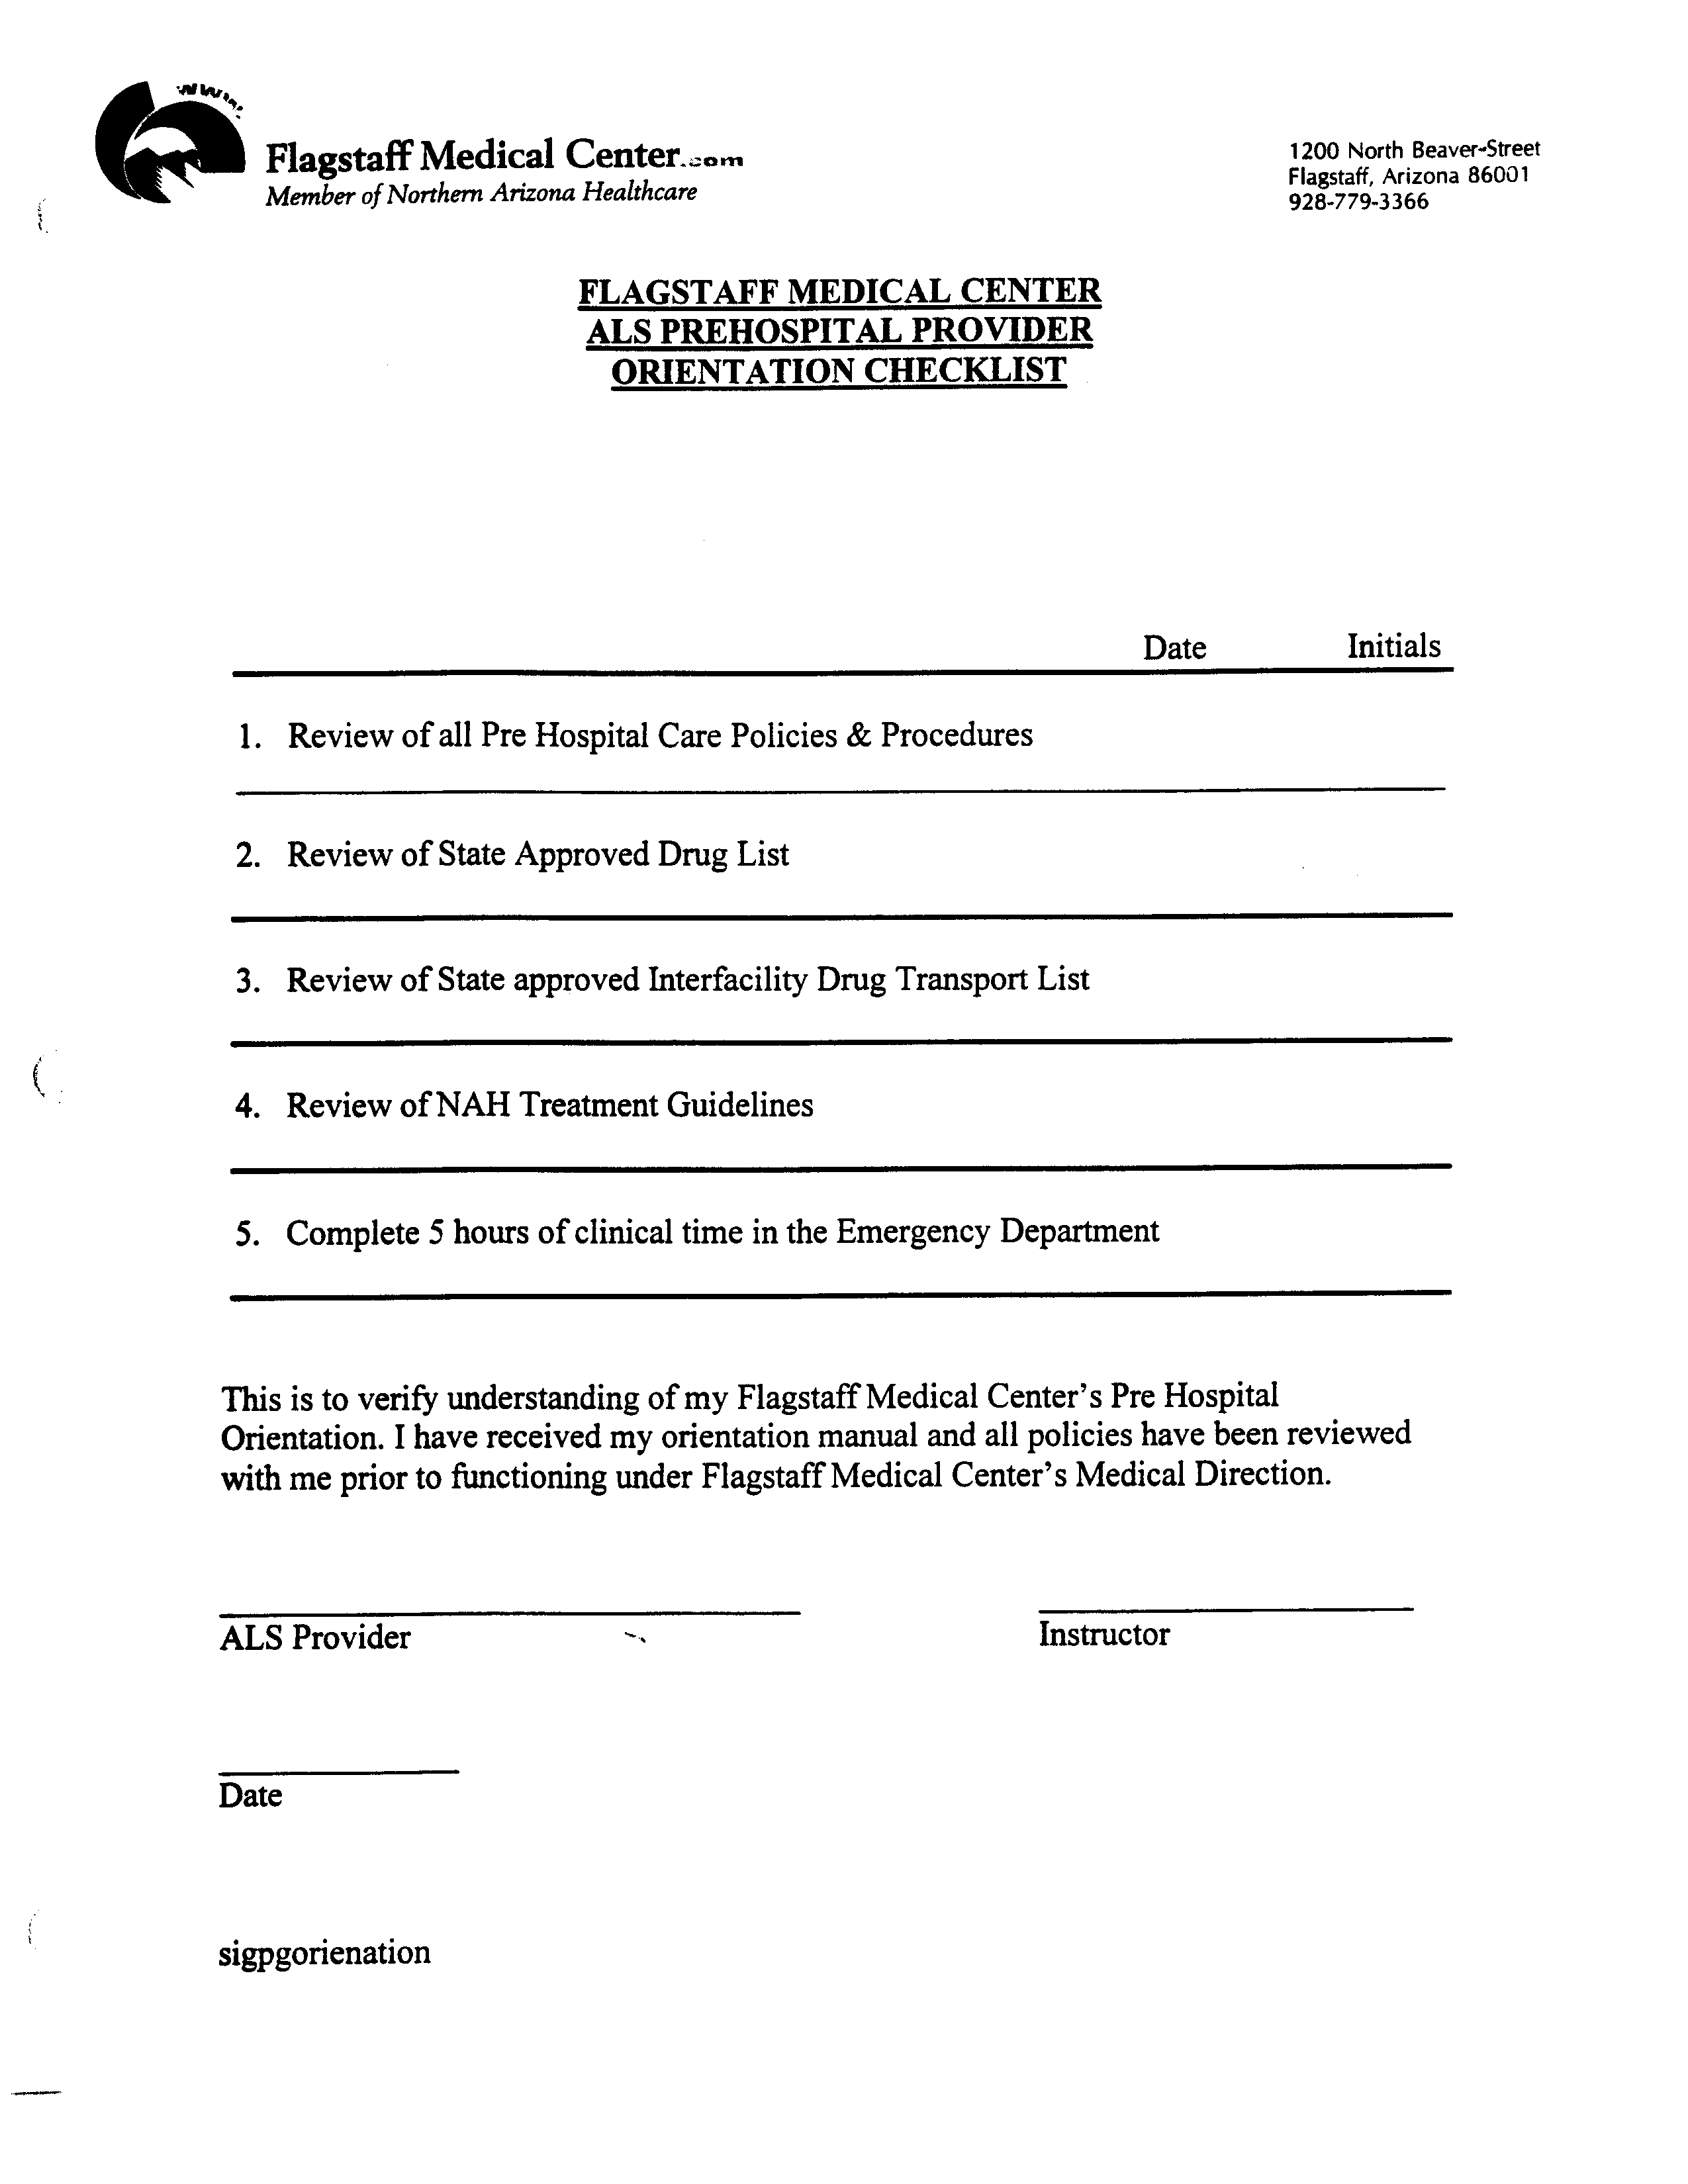 www.
Flagstaff Medical Center.com
Member of Northern Arizona Healthcare
1200 North Beaver-Street
Flagstaff, Arizona 86001
928-779-3366
FLAGSTAFF MEDICAL CENTER
ALS PREHOSPITAL PROVIDER
ORIENTATION CHECKLIST
Date Initials
1. Review of all Pre Hospital Care Policies & Procedures
2. Review of State Approved Drug List
3. Review of State approved Interfacility Drug Transport List
4. Review of NAH Treatment Guidelines
5. Complete 5 hours of clinical time in the Emergency Department
This is to verify understanding of my Flagstaff Medical Center's Pre Hospital
Orientation. I have received my orientation manual and all policies have been reviewed
with me prior to functioning under Flagstaff Medical Center's Medical Direction.
ALS Provider Instructor
Date
sigpgorienation